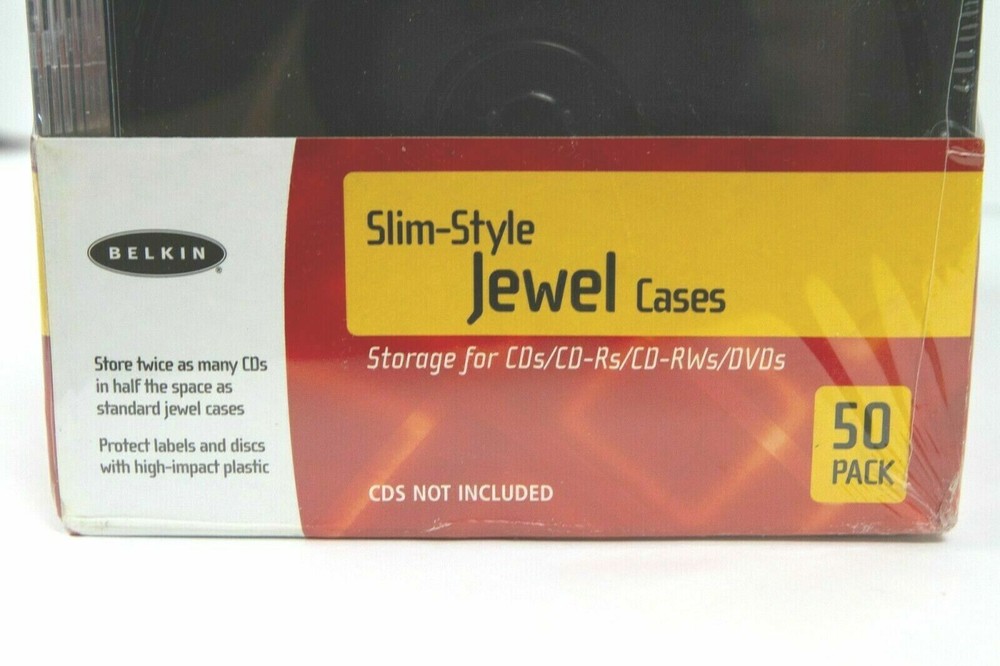 BELKIN®
Store twice as many CDs
in half the space as
standard jewel cases
Protect labels and discs
with high-impact plastic
Slim-Style
Jewel Cases
Storage for CDs/CD-Rs/CD-RWs/DVDs
CDS NOT INCLUDED
50
PACK